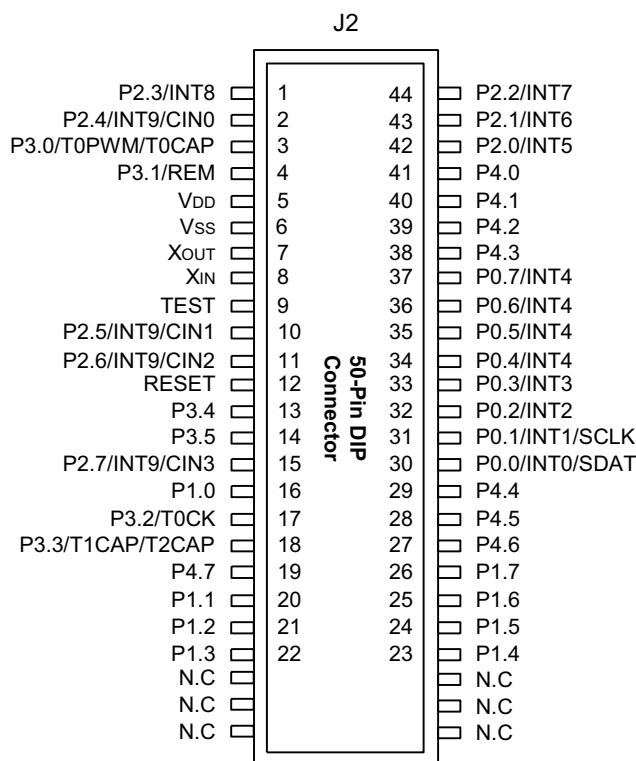 J2
P2.3/INT8 1 44 P2.2/INT7
P2.4/INT9/CIN0 2 43 P2.1/INT6
P3.0/T0PWM/T0CAP 3 42 P2.0/INT5
P3.1/REM 4 41 P4.0
VDD 5 40 P4.1
VSS 6 39 P4.2
XOUT 7 38 P4.3
XIN 8 37 P0.7/INT4
TEST 9 36 P0.6/INT4
P2.5/INT9/CIN1 10 35 P0.5/INT4
P2.6/INT9/CIN2 11 34 P0.4/INT4
RESET 12 33 P0.3/INT3
P3.4 13 32 P0.2/INT2
P3.5 14 31 P0.1/INT1/SCLK
P2.7/INT9/CIN3 15 30 P0.0/INT0/SDAT
P1.0 16 29 P4.4
P3.2/T0CK 17 28 P4.5
P3.3/T1CAP/T2CAP 18 27 P4.6
P4.7 19 26 P1.7
P1.1 20 25 P1.6
P1.2 21 24 P1.5
P1.3 22 23 P1.4
N.C N.C
N.C N.C
N.C N.C
50-Pin DIP
Connector